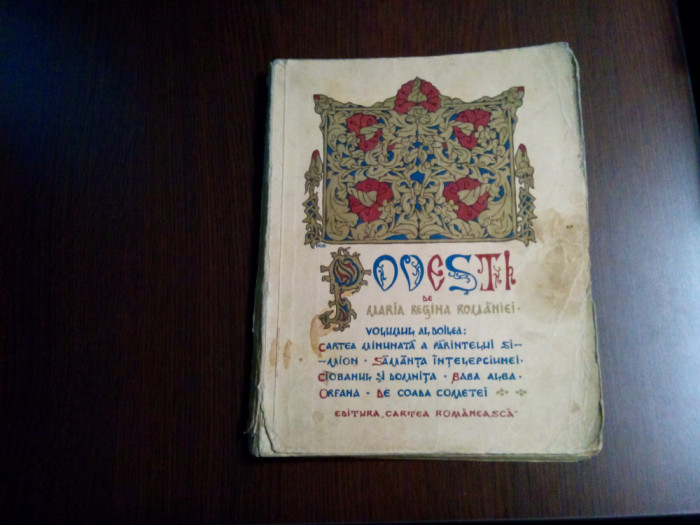 POVEȘTI
DE
MARIA REGINA ROMÂNIEI·
VOLUMUL AL DOILEA:
CARTEA MINUNATĂ A PĂRINTELUI SI-
-MION · SĂMÂNȚA ÎNȚELEPCIUNEI·
CIOBANUL ȘI DOMNIȚA · BABA ALBA·
ORFANA · DE COADA COMETEI
EDITURA „CARTEA ROMÂNEASCĂ"